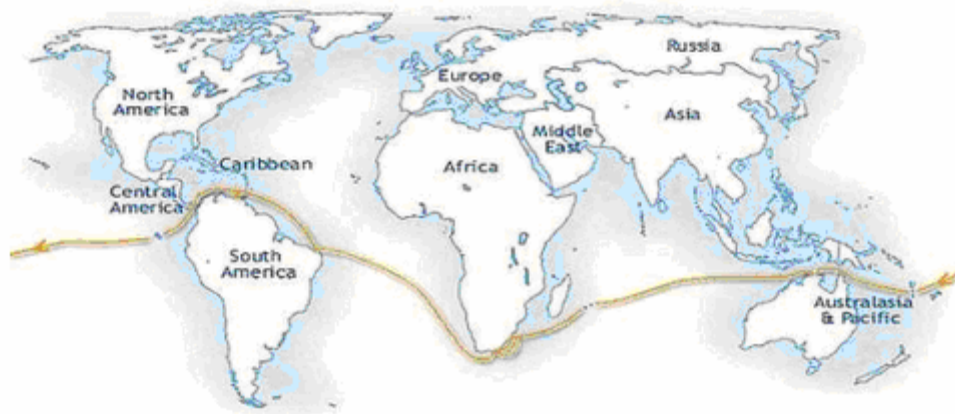 Russia
Europe
North
America
Asia
Middle
East
Caribbean
Africa
Central
America
South
America
Australasia
& Pacific